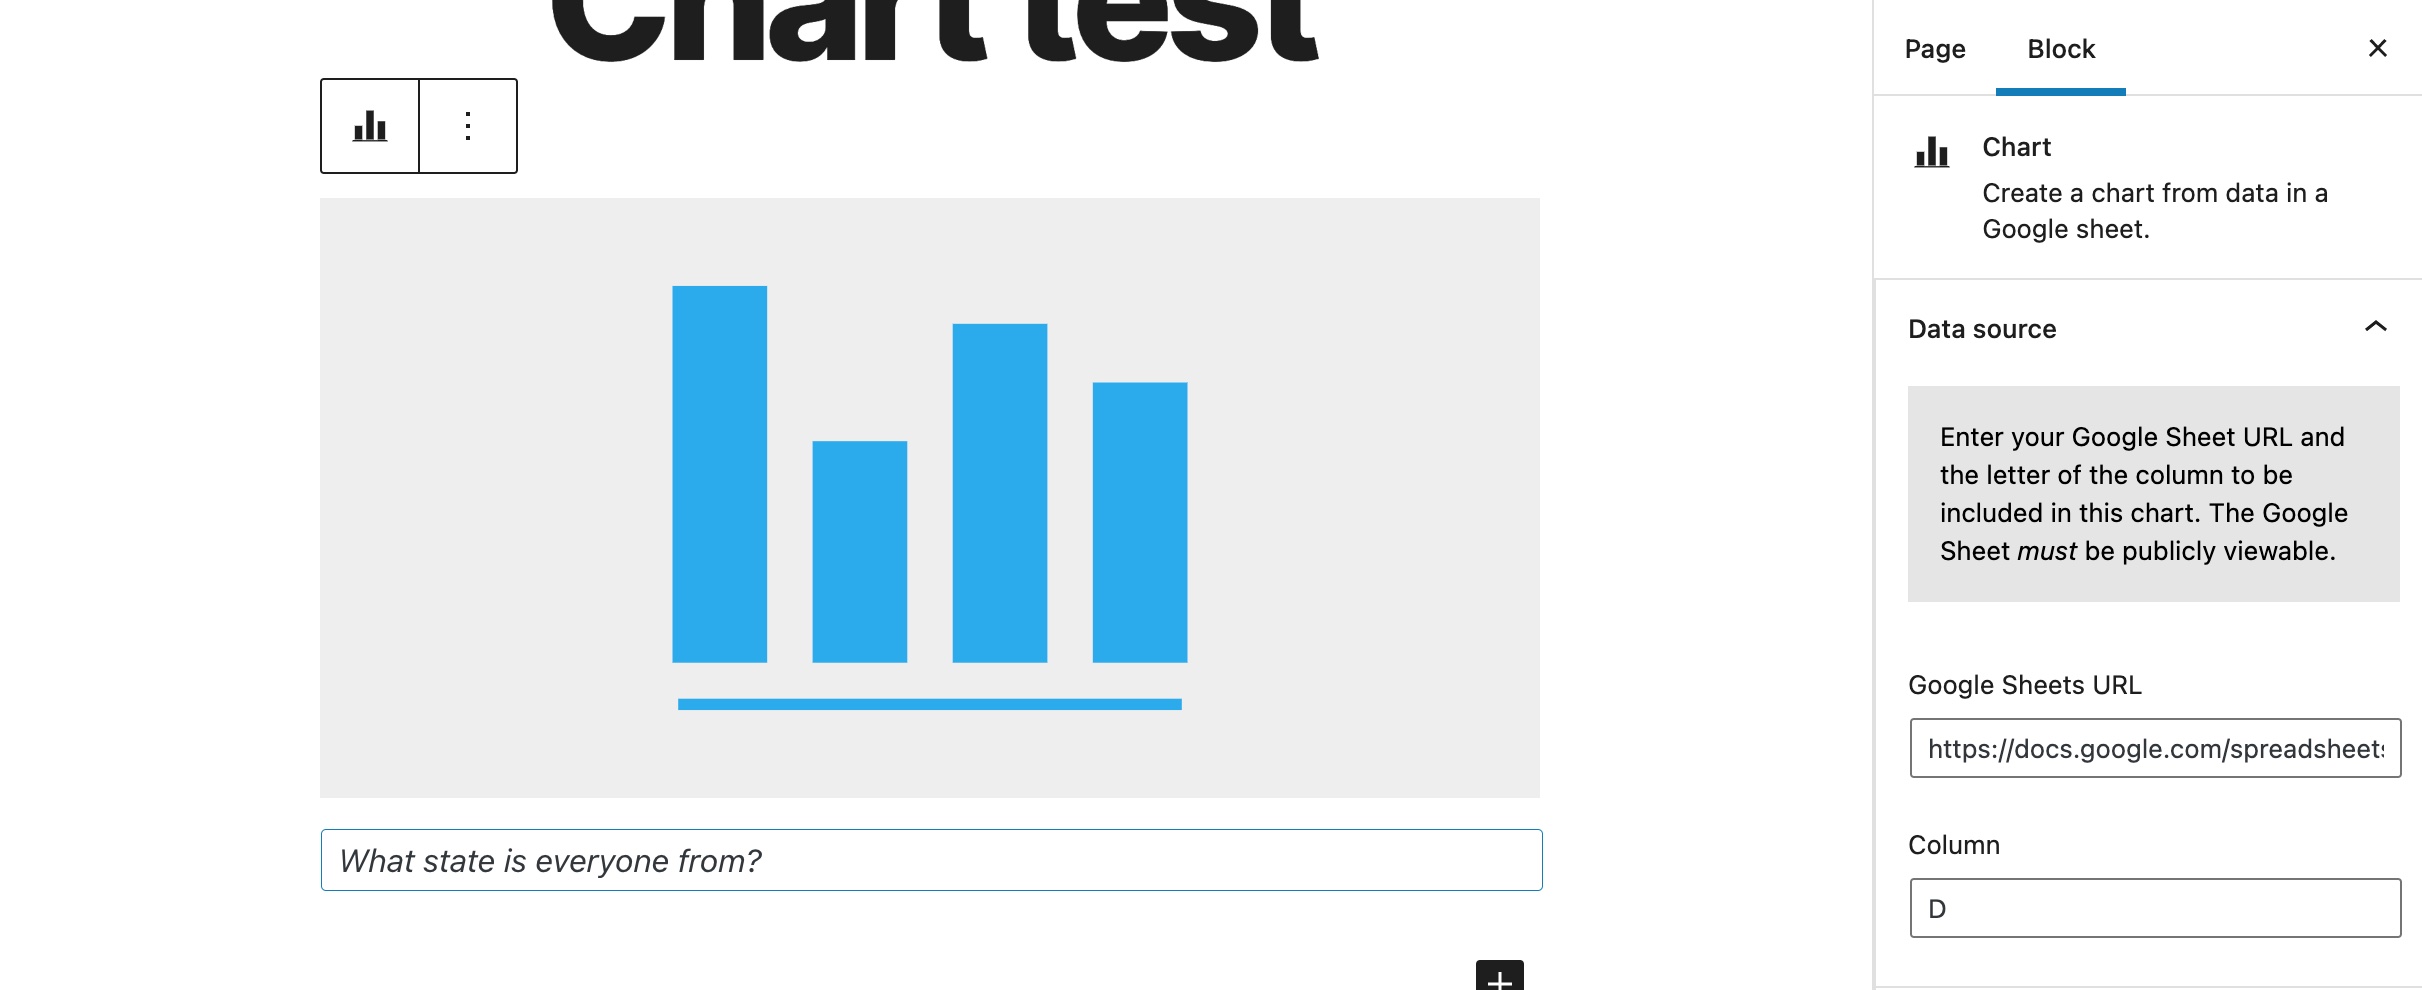 Chart test
Page Block
Chart
Create a chart from data in a
Google sheet.
Data source
Enter your Google Sheet URL and
the letter of the column to be
included in this chart. The Google
Sheet must be publicly viewable.
Google Sheets URL
https://docs.google.com/spreadsheets
Column
D
What state is everyone from?